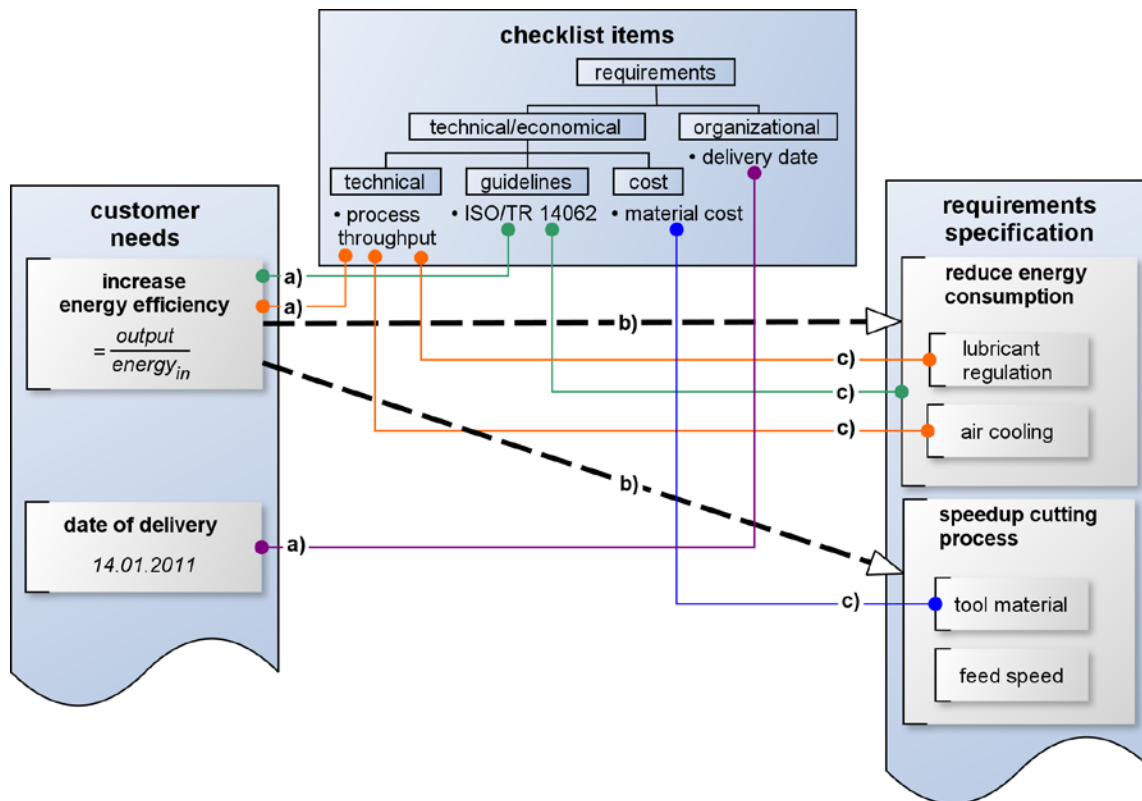 checklist items
requirements
technical/economical
organizational
• delivery date
technical
guidelines
cost
• process
throughput
• ISO/TR 14062
• material cost
customer
needs
increase
energy efficiency
= output
energy in
date of delivery
14.01.2011
a)
a)
a)
b)
b)
c)
c)
c)
c)
requirements
specification
reduce energy
consumption
lubricant
regulation
air cooling
speedup cutting
process
tool material
feed speed